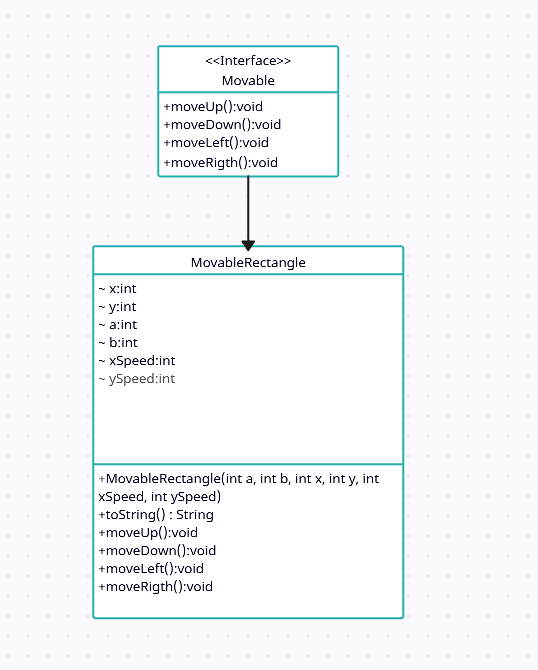 <<Interface>>
Movable
+moveUp():void
+moveDown():void
+moveLeft():void
+moveRigth():void
MovableRectangle
~ x:int
~ y:int
~ a:int
~ b:int
~ xSpeed:int
~ ySpeed:int
+MovableRectangle(int a, int b, int x, int y, int
xSpeed, int ySpeed)
+toString() : String
+moveUp():void
+moveDown():void
+moveLeft():void
+moveRigth():void